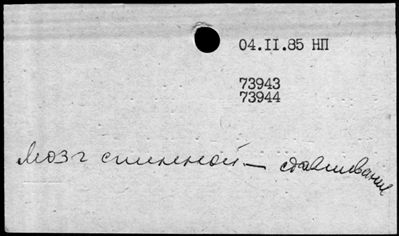 04.II.85 НП
73943
73944
мозг спинной — сдавливание